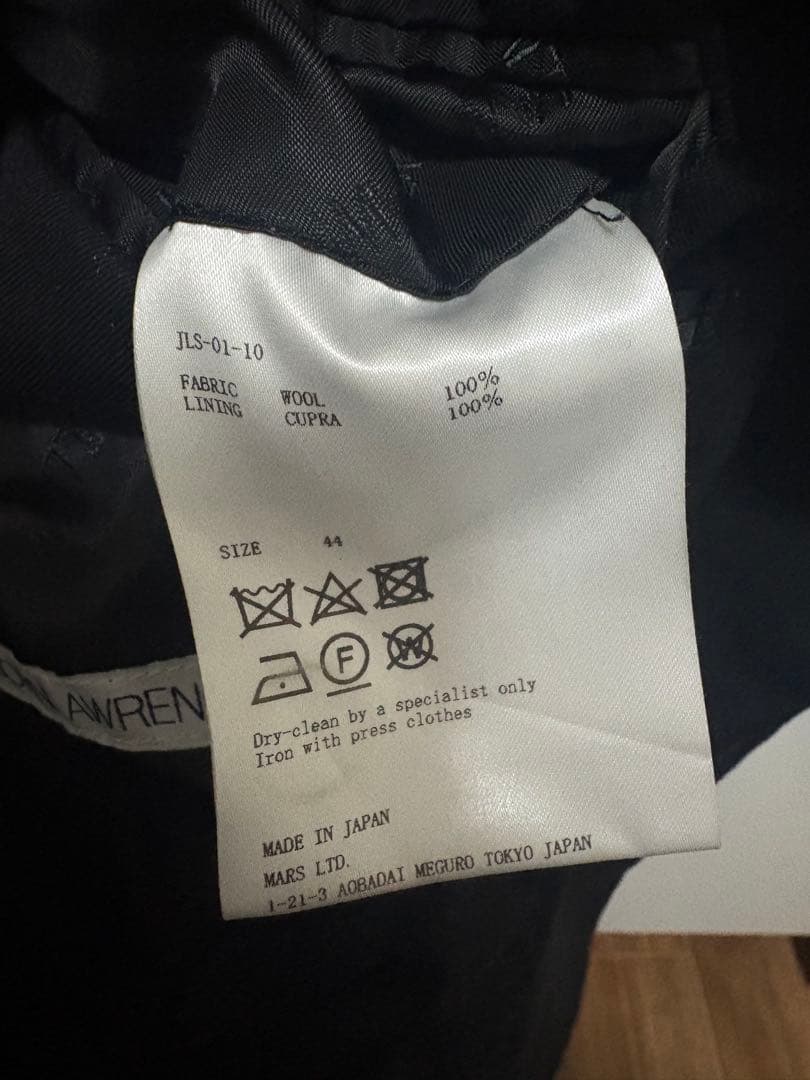 JLS-01-10
FABRIC WOOL 100%
LINING CUPRA 100%
SIZE 44
F
W
Dry-clean by a specialist only
Iron with press clothes
MADE IN JAPAN
MARS LTD.
1-21-3 AOBADAI MEGURO TOKYO JAPAN